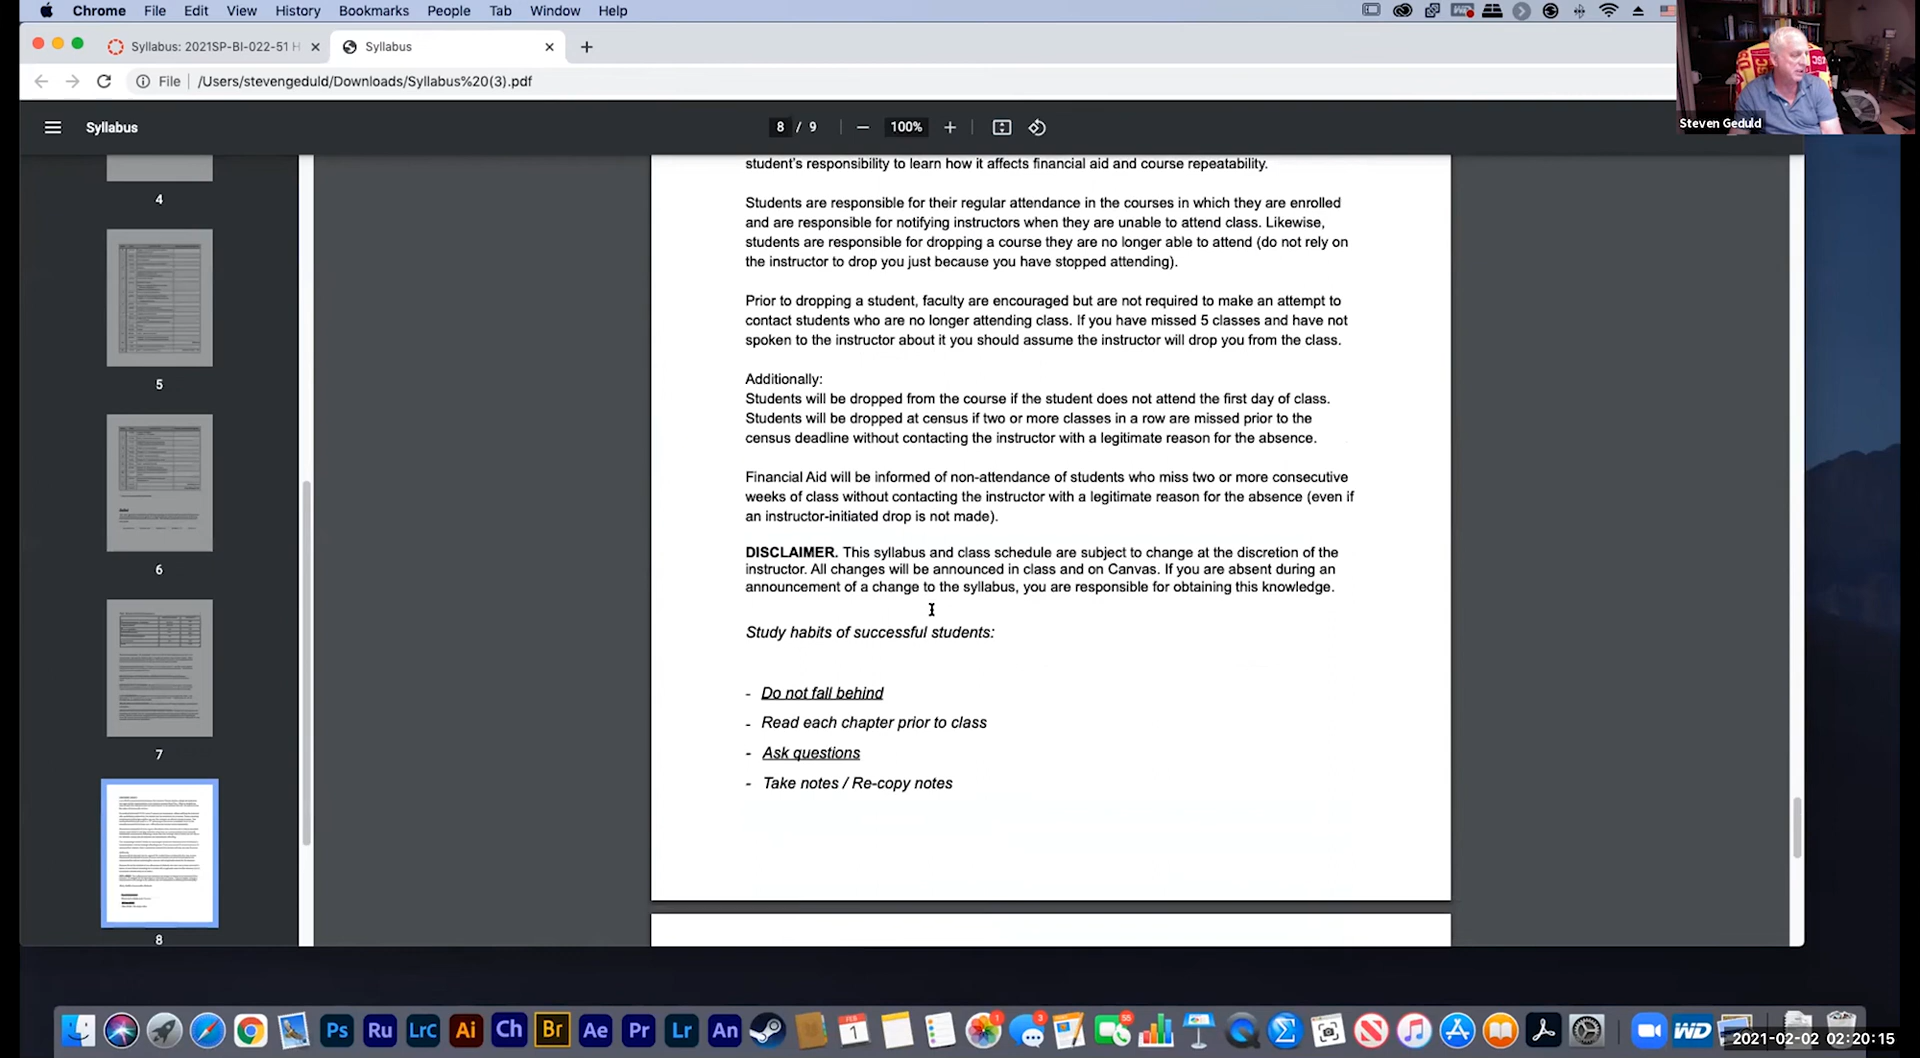 Chrome File Edit View History Bookmarks People Tab Window Help
Syllabus: 2021SP-BI-022-51 H
Syllabus
File /Users/stevengeduld/Downloads/Syllabus%20(3).pdf
Syllabus
8 / 9
100%
Steven Geduld
4
5
6
7
8
student's responsibility to learn how it affects financial aid and course repeatability.
Students are responsible for their regular attendance in the courses in which they are enrolled
and are responsible for notifying instructors when they are unable to attend class. Likewise,
students are responsible for dropping a course they are no longer able to attend (do not rely on
the instructor to drop you just because you have stopped attending).
Prior to dropping a student, faculty are encouraged but are not required to make an attempt to
contact students who are no longer attending class. If you have missed 5 classes and have not
spoken to the instructor about it you should assume the instructor will drop you from the class.
Additionally:
Students will be dropped from the course if the student does not attend the first day of class.
Students will be dropped at census if two or more classes in a row are missed prior to the
census deadline without contacting the instructor with a legitimate reason for the absence.
Financial Aid will be informed of non-attendance of students who miss two or more consecutive
weeks of class without contacting the instructor with a legitimate reason for the absence (even if
an instructor-initiated drop is not made).
DISCLAIMER. This syllabus and class schedule are subject to change at the discretion of the
instructor. All changes will be announced in class and on Canvas. If you are absent during an
announcement of a change to the syllabus, you are responsible for obtaining this knowledge.
Study habits of successful students:
- Do not fall behind
- Read each chapter prior to class
- Ask questions
- Take notes / Re-copy notes
Ps Ru LrC Ai Ch Br Ae Pr Lr An
FEB
1
1
3
55
WD
2021-02-02 02:20:15